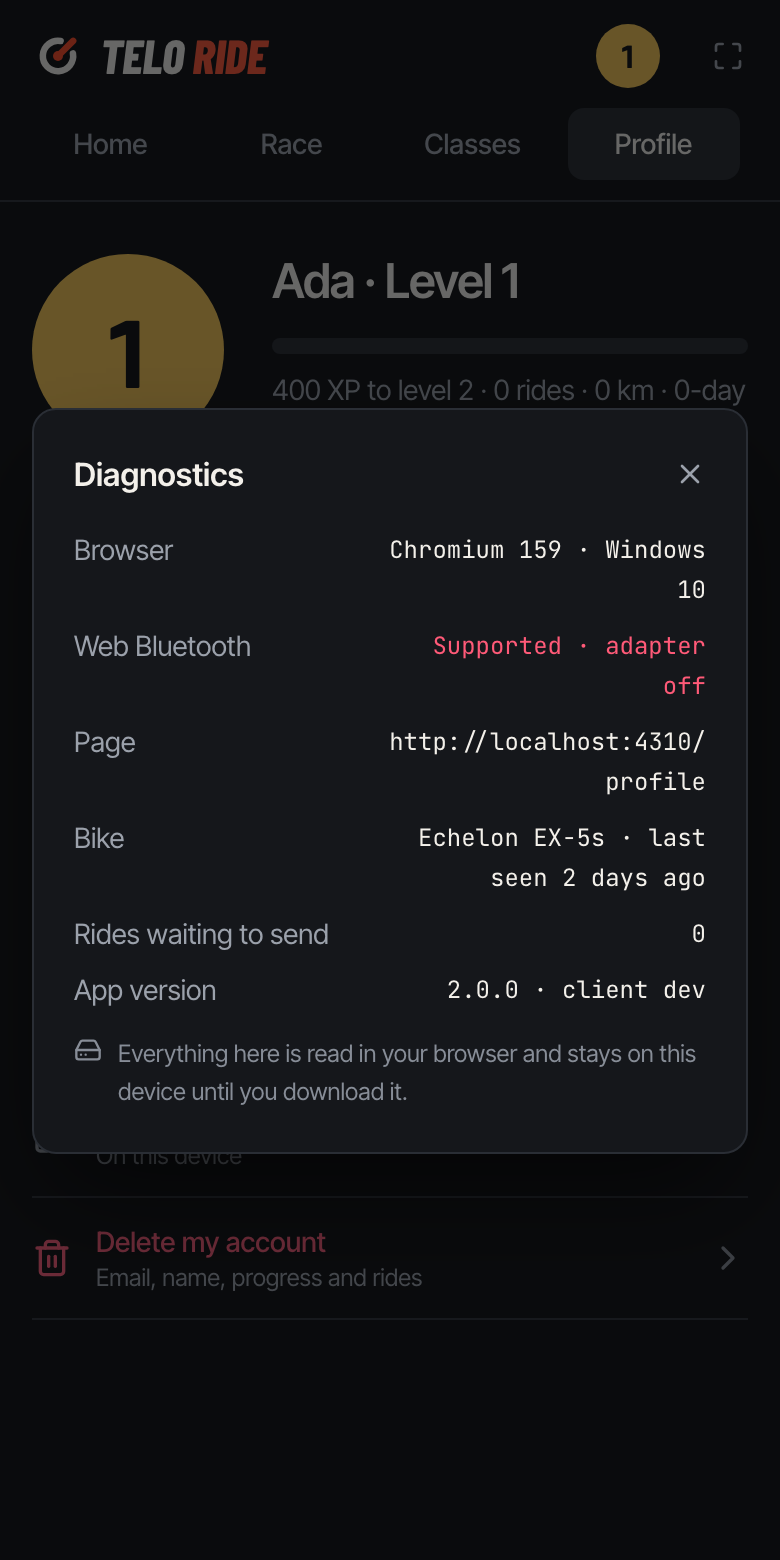 TELO RIDE
1
Home
Race
Classes
Profile
1
Ada · Level 1
400 XP to level 2 · 0 rides · 0 km · 0-day
Diagnostics
Browser
Chromium 159 · Windows
10
Web Bluetooth
Supported · adapter
off
Page
http://localhost:4310/
profile
Bike
Echelon EX-5s · last
seen 2 days ago
Rides waiting to send
0
App version
2.0.0 · client dev
Everything here is read in your browser and stays on this
device until you download it.
On this device
Delete my account
Email, name, progress and rides